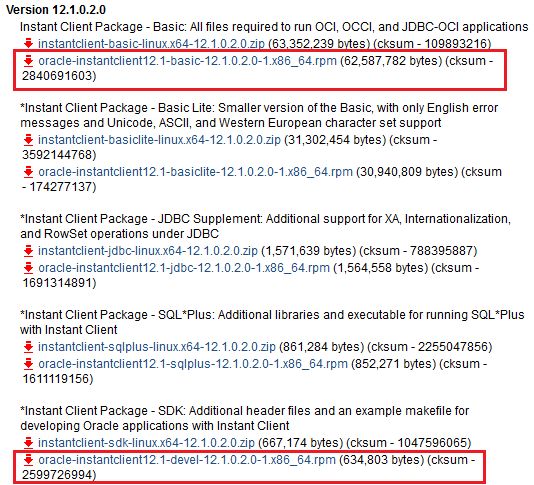 Version 12.1.0.2.0
Instant Client Package - Basic: All files required to run OCI, OCCI, and JDBC-OCI applications
instantclient-basic-linux.x64-12.1.0.2.0.zip (63,352,239 bytes) (cksum - 109893216)
oracle-instantclient12.1-basic-12.1.0.2.0-1.x86_64.rpm (62,587,782 bytes) (cksum -
2840691603)
*Instant Client Package - Basic Lite: Smaller version of the Basic, with only English error
messages and Unicode, ASCII, and Western European character set support
instantclient-basiclite-linux.x64-12.1.0.2.0.zip (31,302,454 bytes) (cksum -
3592144768)
oracle-instantclient12.1-basiclite-12.1.0.2.0-1.x86_64.rpm (30,940,809 bytes) (cksum
- 174277137)
*Instant Client Package - JDBC Supplement: Additional support for XA, Internationalization,
and RowSet operations under JDBC
instantclient-jdbc-linux.x64-12.1.0.2.0.zip (1,571,639 bytes) (cksum - 788395887)
oracle-instantclient12.1-jdbc-12.1.0.2.0-1.x86_64.rpm (1,564,558 bytes) (cksum -
1691314891)
*Instant Client Package - SQL*Plus: Additional libraries and executable for running SQL*Plus
with Instant Client
instantclient-sqlplus-linux.x64-12.1.0.2.0.zip (861,284 bytes) (cksum - 2255047856)
oracle-instantclient12.1-sqlplus-12.1.0.2.0-1.x86_64.rpm (852,271 bytes) (cksum -
1611119156)
*Instant Client Package - SDK: Additional header files and an example makefile for
developing Oracle applications with Instant Client
instantclient-sdk-linux.x64-12.1.0.2.0.zip (667,174 bytes) (cksum - 1047596065)
oracle-instantclient12.1-devel-12.1.0.2.0-1.x86_64.rpm (634,803 bytes) (cksum -
2599726994)